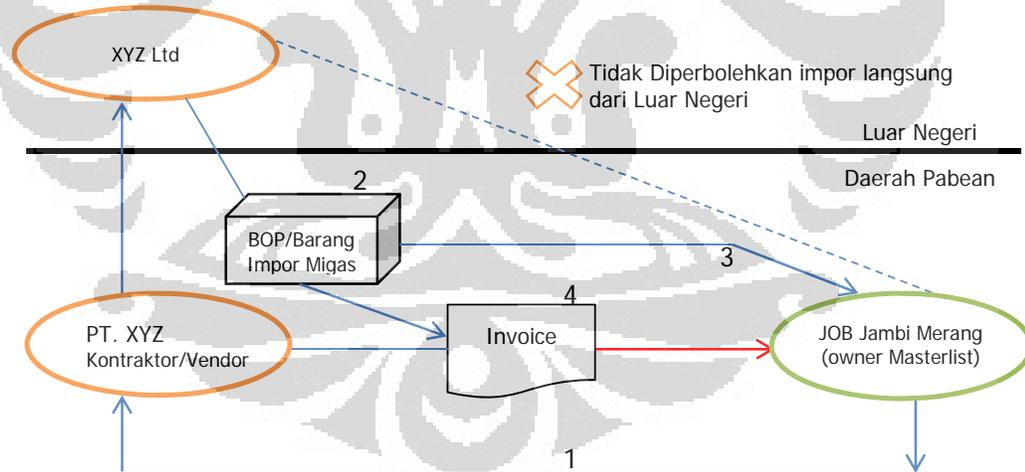 XYZ Ltd
Tidak Diperbolehkan impor langsung
dari Luar Negeri
Luar Negeri
Daerah Pabean
2
BOP/Barang
Impor Migas
3
4
Invoice
PT. XYZ
Kontraktor/Vendor
JOB Jambi Merang
(owner Masterlist)
1